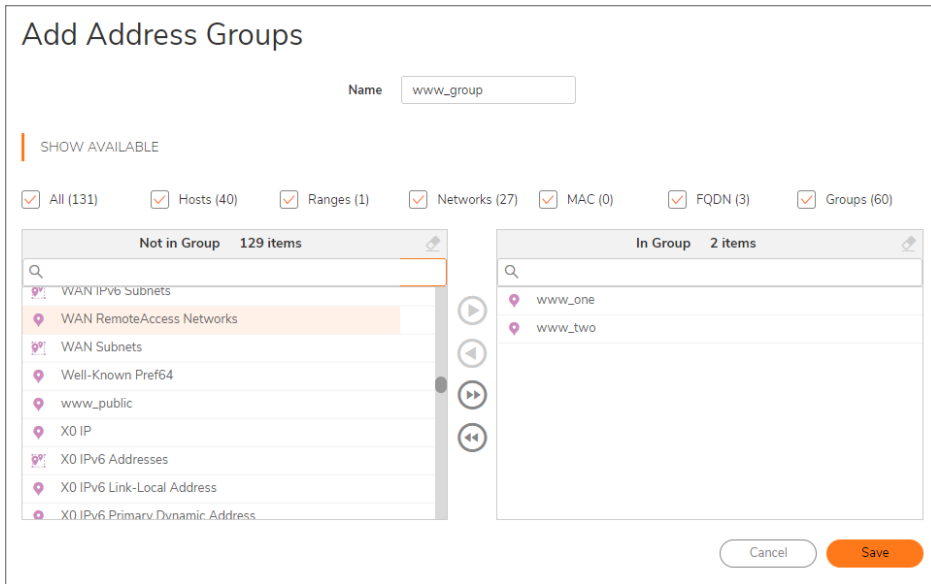 Add Address Groups
Name www_group
SHOW AVAILABLE
All (131) Hosts (40) Ranges (1) Networks (27) MAC (0) FQDN (3) Groups (60)
Not in Group 129 items
WAN IPv6 Subnets
WAN RemoteAccess Networks
WAN Subnets
Well-Known Pref64
www_public
X0 IP
X0 IPv6 Addresses
X0 IPv6 Link-Local Address
X0 IPv6 Primary Dynamic Address
In Group 2 items
www_one
www_two
Cancel Save